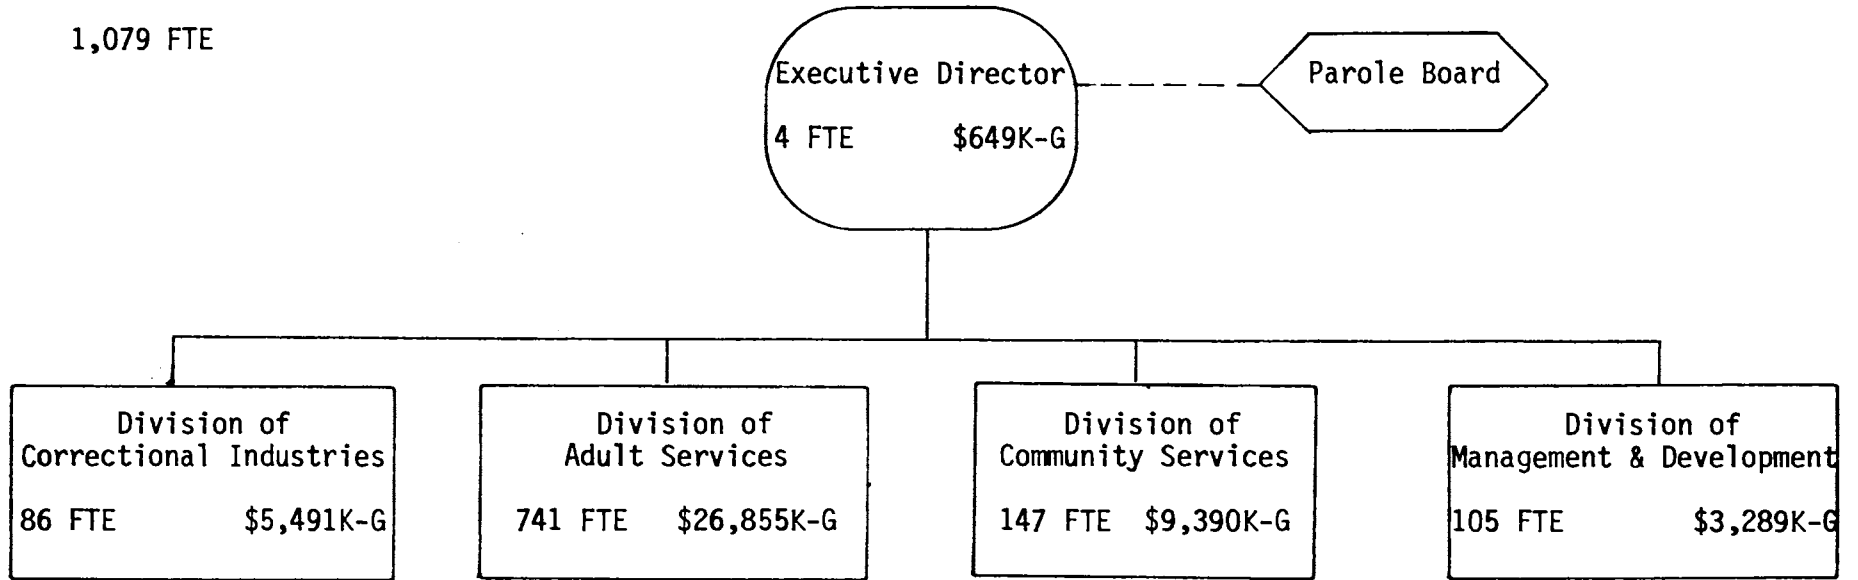 1,079 FTE
Executive Director
4 FTE $649K-G
Parole Board
Division of
Correctional Industries
86 FTE $5,491K-G
Division of
Adult Services
741 FTE $26,855K-G
Division of
Community Services
147 FTE $9,390K-G
Division of
Management & Development
105 FTE $3,289K-G